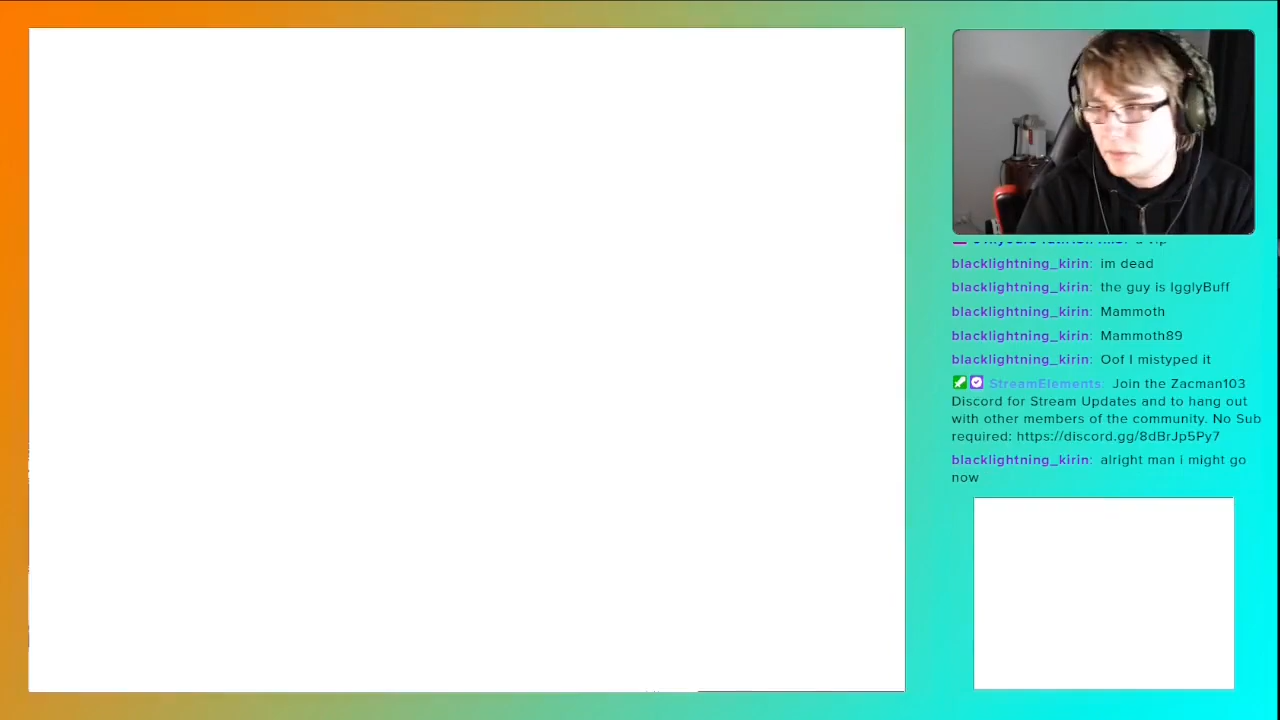 blacklightning_kirin: im dead
blacklightning_kirin: the guy is IgglyBuff
blacklightning_kirin: Mammoth
blacklightning_kirin: Mammoth89
blacklightning_kirin: Oof I mistyped it
StreamElements: Join the Zacman103
Discord for Stream Updates and to hang out
with other members of the community. No Sub
required: https://discord.gg/8dBrJp5Py7
blacklightning_kirin: alright man i might go
now